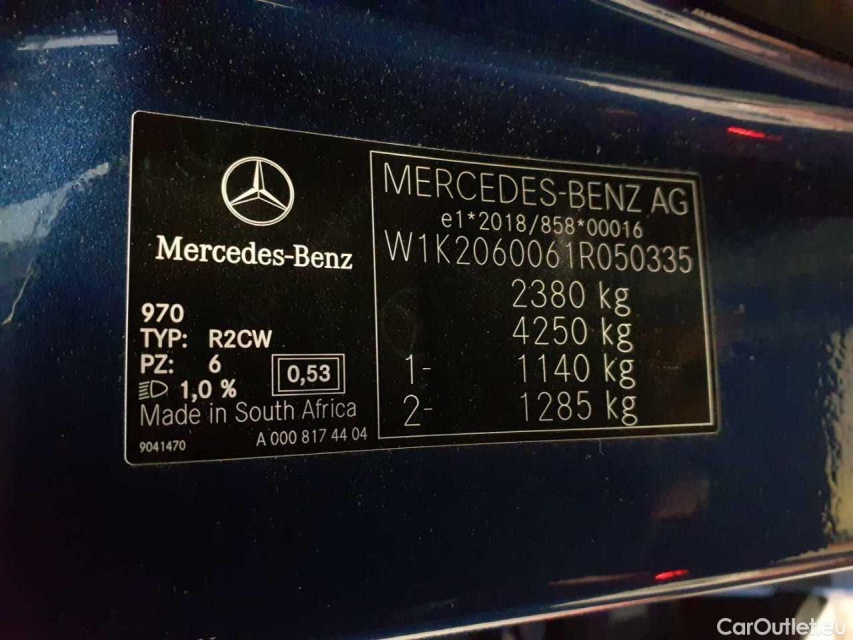 Mercedes-Benz
970
TYP: R2CW
PZ: 6
1,0 %
0,53
Made in South Africa
9041470
A 000 817 44 04
MERCEDES-BENZ AG
e1*2018/858*00016
W1K2060061R050335
2380 kg
4250 kg
1- 1140 kg
2- 1285 kg
CarOutlet.eu